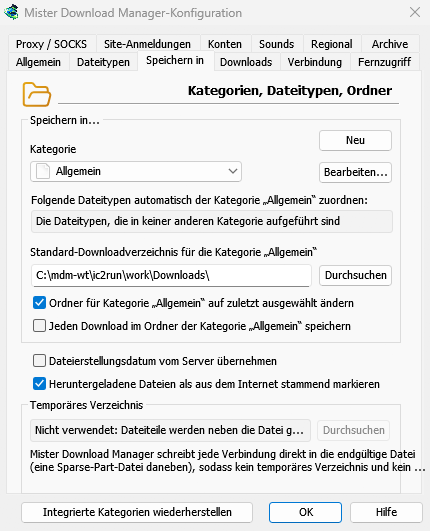 Mister Download Manager-Konfiguration
Proxy / SOCKS Site-Anmeldungen Konten Sounds Regional Archive
Allgemein Dateitypen Speichern in Downloads Verbindung Fernzugriff
Kategorien, Dateitypen, Ordner
Speichern in...
Neu
Kategorie
Allgemein
Bearbeiten...
Folgende Dateitypen automatisch der Kategorie „Allgemein“ zuordnen:
Die Dateitypen, die in keiner anderen Kategorie aufgeführt sind
Standard-Downloadverzeichnis für die Kategorie „Allgemein“
C:\mdm-wt\ic2run\work\Downloads\ Durchsuchen
Ordner für Kategorie „Allgemein“ auf zuletzt ausgewählt ändern
Jeden Download im Ordner der Kategorie „Allgemein“ speichern
Dateierstellungsdatum vom Server übernehmen
Heruntergeladene Dateien als aus dem Internet stammend markieren
Temporäres Verzeichnis
Nicht verwendet: Dateiteile werden neben die Datei g... Durchsuchen
Mister Download Manager schreibt jede Verbindung direkt in die endgültige Datei
(eine Sparse-Part-Datei daneben), sodass kein temporäres Verzeichnis und kein ...
Integrierte Kategorien wiederherstellen OK Hilfe